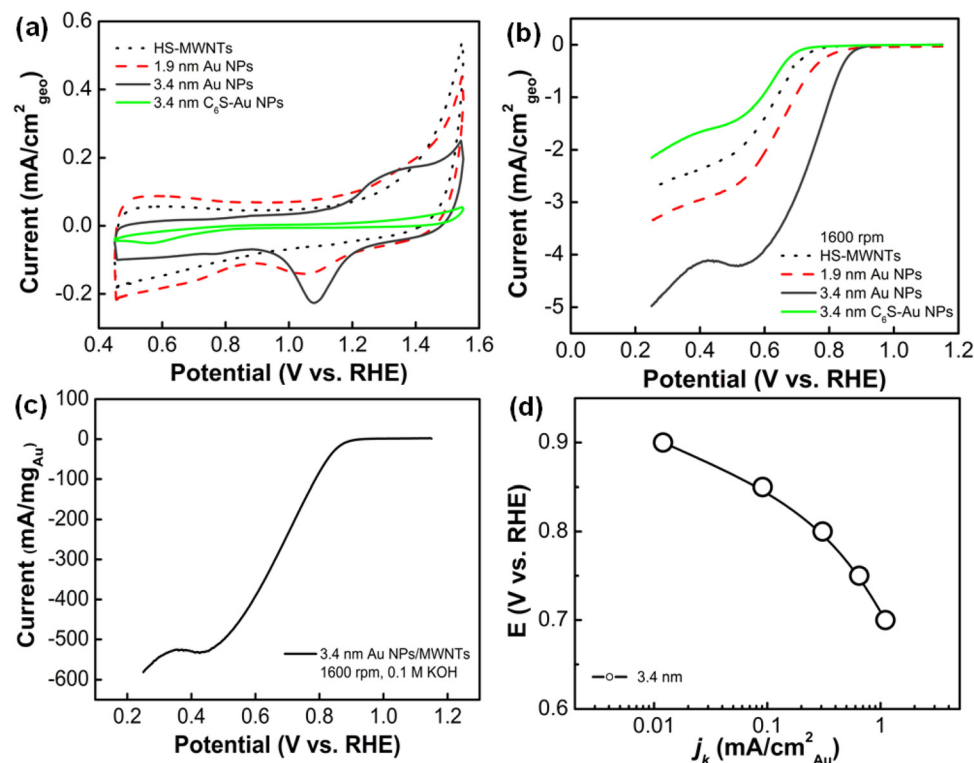 (a)
0.6
0.4
0.2
0.0
-0.2
Current (mA/cm²geo)
HS-MWNTs
1.9 nm Au NPs
3.4 nm Au NPs
3.4 nm C₆S-Au NPs
0.4 0.6 0.8 1.0 1.2 1.4 1.6
Potential (V vs. RHE)
(b)
0
-1
-2
-3
-4
-5
Current (mA/cm²geo)
1600 rpm
HS-MWNTs
1.9 nm Au NPs
3.4 nm Au NPs
3.4 nm C₆S-Au NPs
0.0 0.2 0.4 0.6 0.8 1.0 1.2
Potential (V vs. RHE)
(c)
100
0
-100
-200
-300
-400
-500
-600
Current (mA/mgAu)
3.4 nm Au NPs/MWNTs
1600 rpm, 0.1 M KOH
0.2 0.4 0.6 0.8 1.0 1.2
Potential (V vs. RHE)
(d)
0.9
0.8
0.7
0.6
E (V vs. RHE)
3.4 nm
0.01 0.1 1
jk (mA/cm²Au)